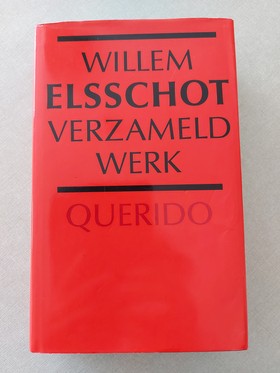 WILLEM
ELSSCHOT
VERZAMELD
WERK
QUERIDO